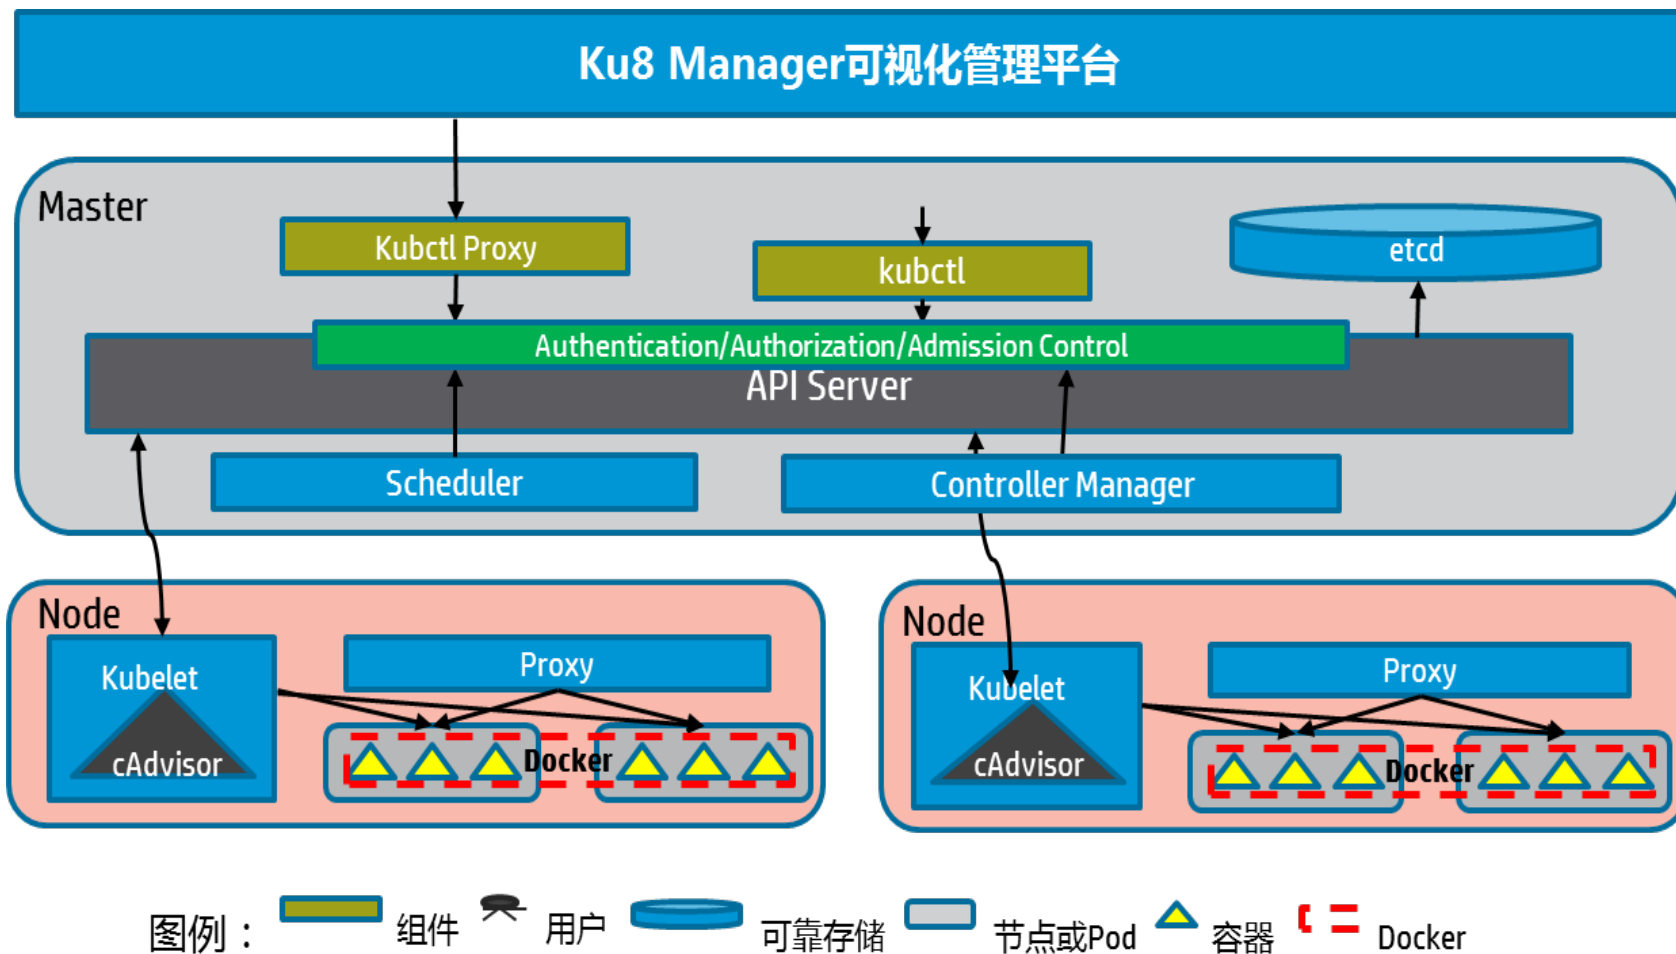 Ku8 Manager可视化管理平台
Master
Kubctl Proxy
kubctl
etcd
Authentication/Authorization/Admission Control
API Server
Scheduler
Controller Manager
Node
Kubelet
cAdvisor
Proxy
Docker
Node
Kubelet
cAdvisor
Proxy
Docker
图例：
组件
用户
可靠存储
节点或Pod
容器
Docker